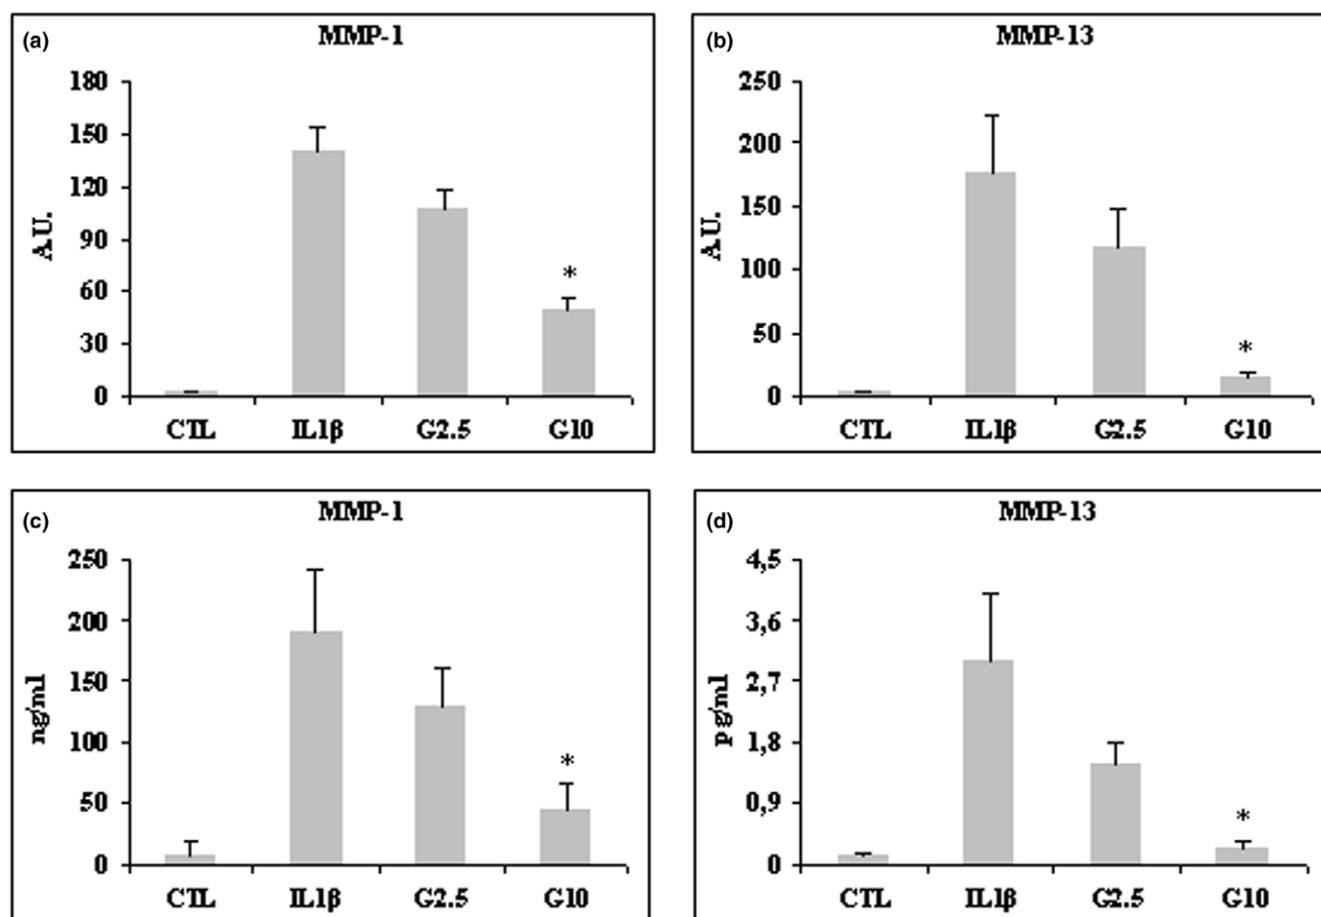 (a) MMP-1
180
150
120
90
60
30
0
A.U.
*
CTL IL1β G2.5 G10
(b) MMP-13
250
200
150
100
50
0
A.U.
*
CTL IL1β G2.5 G10
(c) MMP-1
250
200
150
100
50
0
ng/ml
*
CTL IL1β G2.5 G10
(d) MMP-13
4,5
3,6
2,7
1,8
0,9
0
pg/ml
*
CTL IL1β G2.5 G10